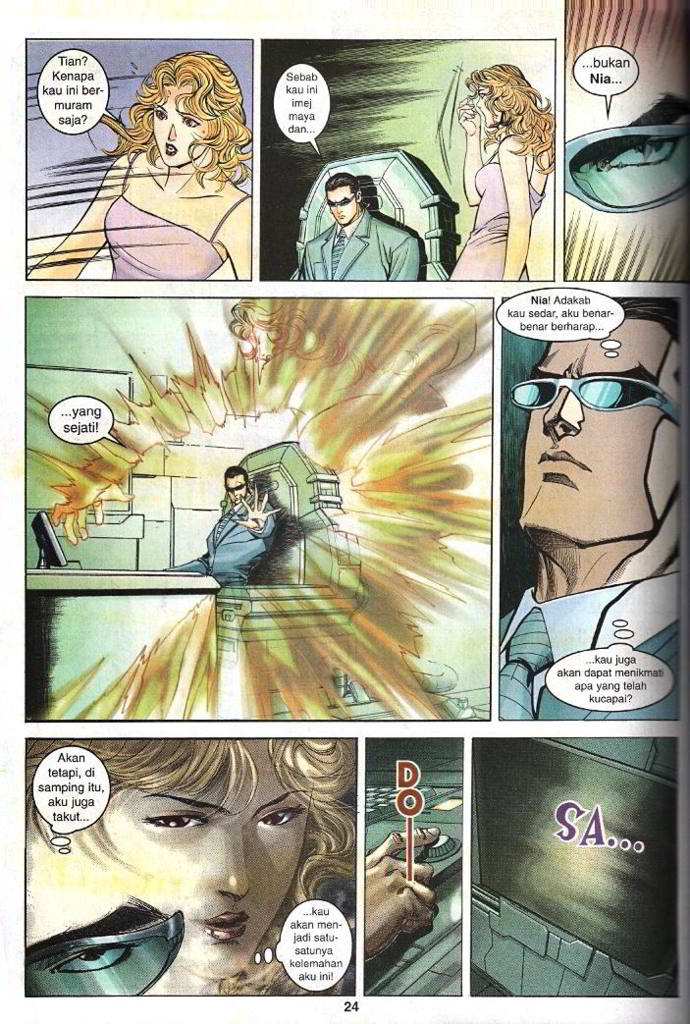 Tian?
Kenapa
kau ini ber-
muram
saja?
Sebab
kau ini
imej
maya
dan...
...bukan
Nia...
...yang
sejati!
Nia! Adakab
kau sedar, aku benar-
benar berharap...
...kau juga
akan dapat menikmati
apa yang telah
kucapai?
Akan
tetapi, di
samping itu,
aku juga
takut...
...kau
akan men-
jadi satu-
satunya
kelemahan
aku ini!
DO|
SA...
24